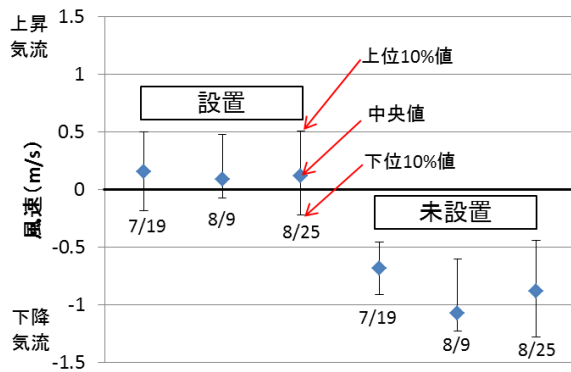 上昇
気流
1.5
1
0.5
0
-0.5
-1
-1.5
風速(m/s)
下降
気流
設置
上位10%値
中央値
下位10%値
7/19
8/9
8/25
未設置
7/19
8/9
8/25